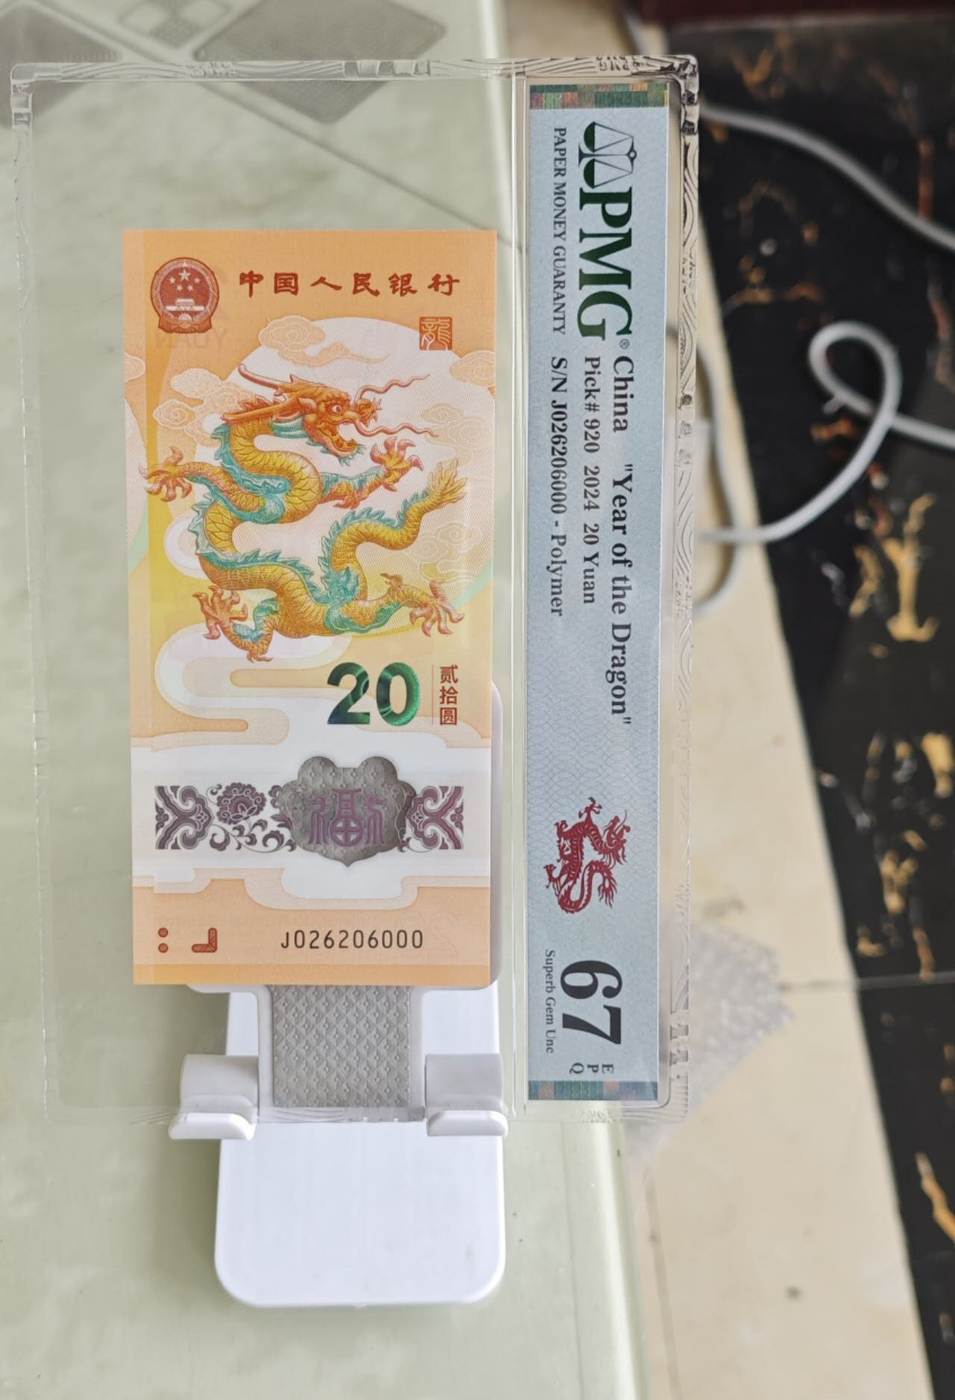 中国人民银行
龍
20
贰拾圆
福
J026206000
PMG®
PAPER MONEY GUARANTY
China "Year of the Dragon"
Pick# 920 2024 20 Yuan
S/N J026206000 - Polymer
67
EPQ
Superb Gem Unc